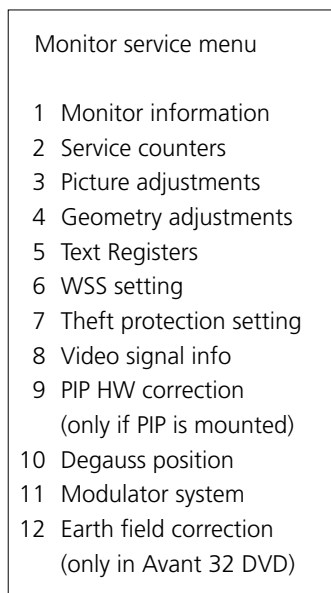 Monitor service menu
1 Monitor information
2 Service counters
3 Picture adjustments
4 Geometry adjustments
5 Text Registers
6 WSS setting
7 Theft protection setting
8 Video signal info
9 PIP HW correction
(only if PIP is mounted)
10 Degauss position
11 Modulator system
12 Earth field correction
(only in Avant 32 DVD)